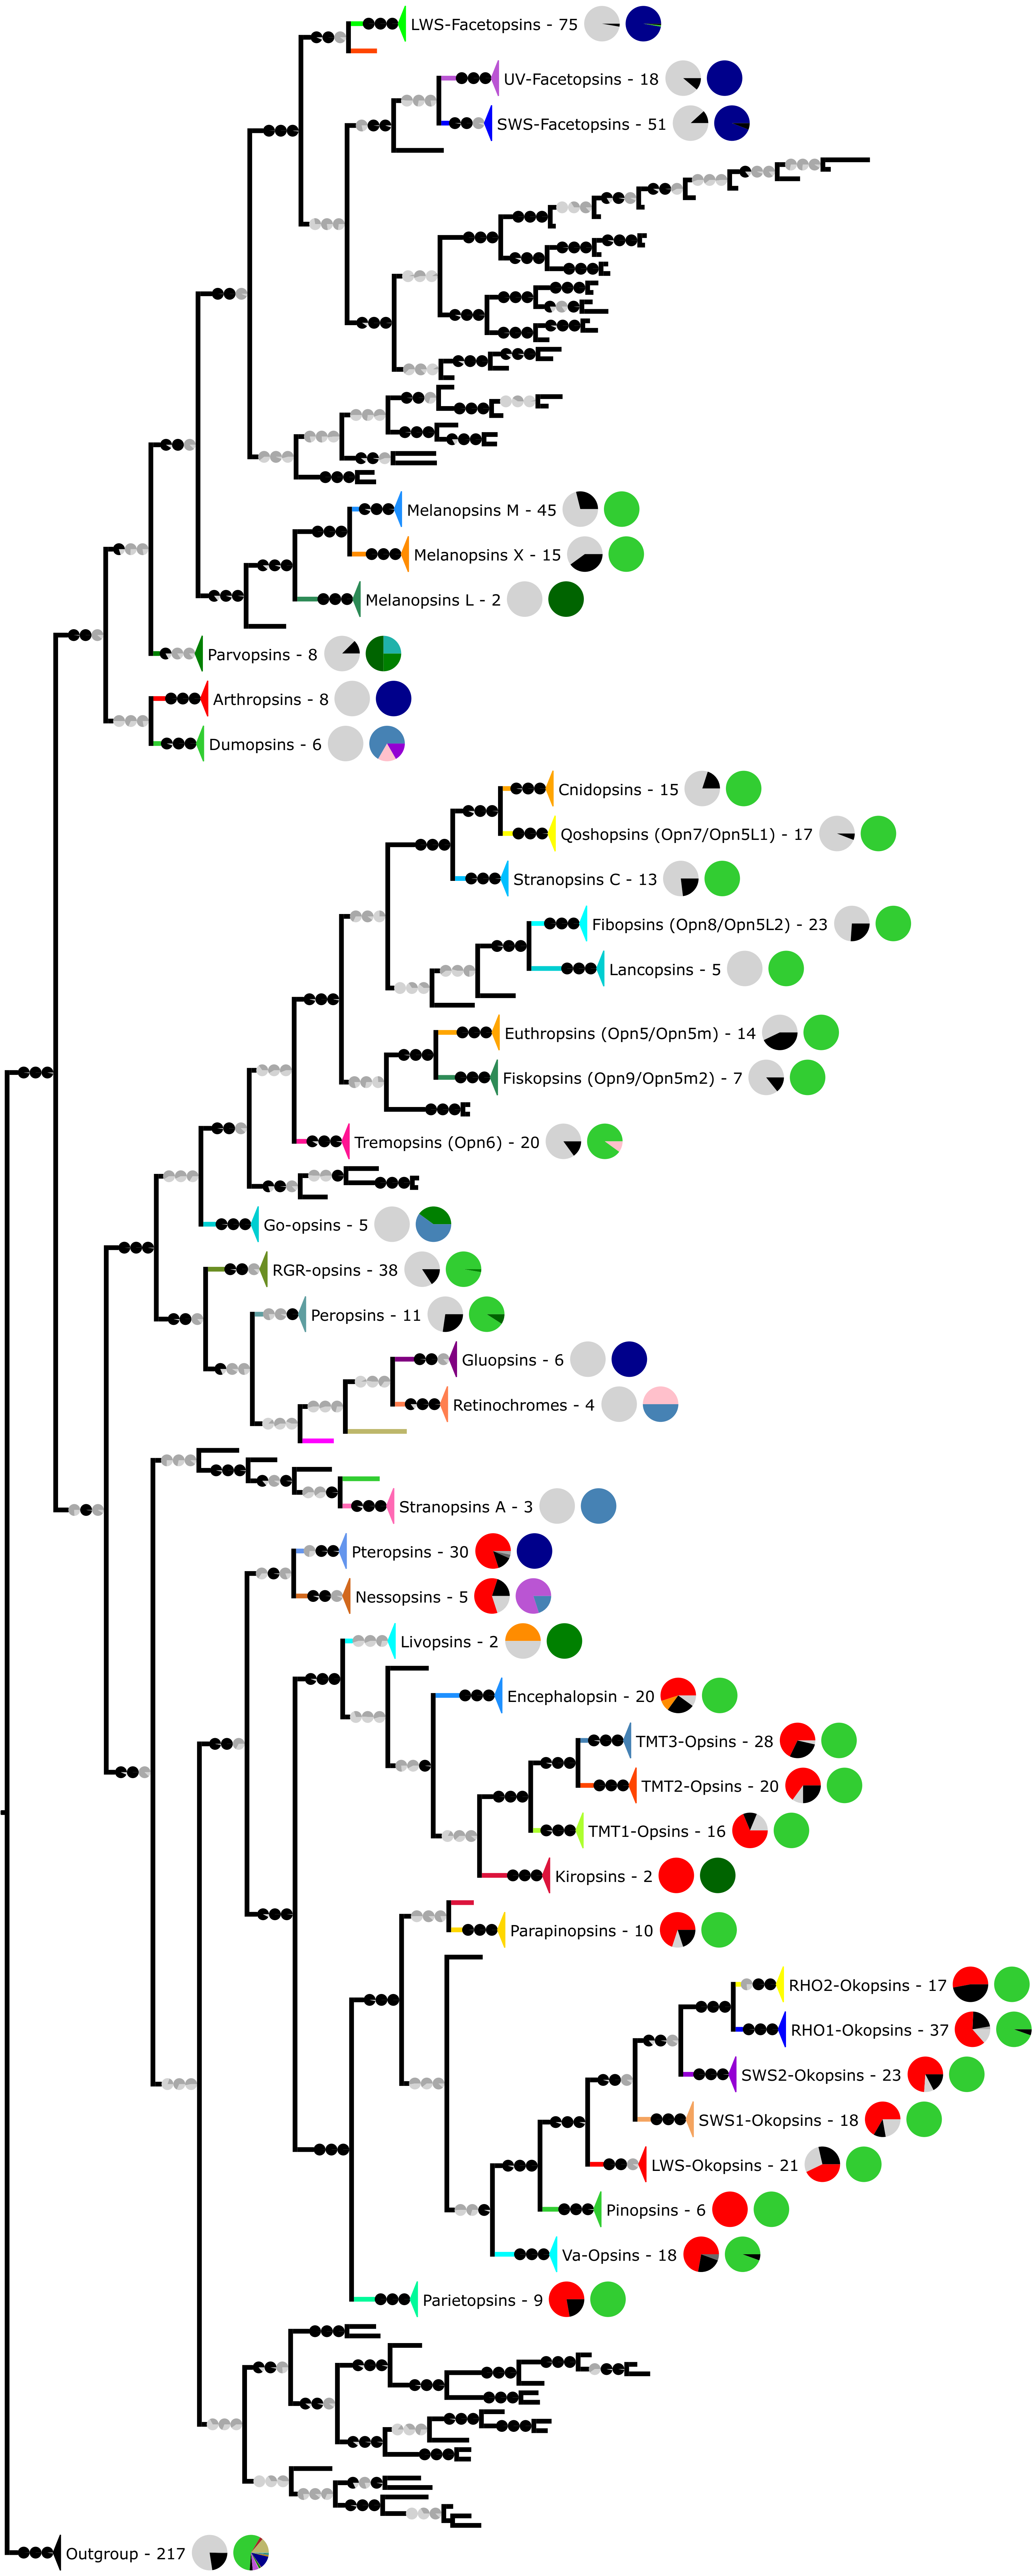 LWS-Facetopsins - 75
UV-Facetopsins - 18
SWS-Facetopsins - 51
Melanopsins M - 45
Melanopsins X - 15
Melanopsins L - 2
Parvopsins - 8
Arthropsins - 8
Dumopsins - 6
Cnidopsins - 15
Qoshopsins (Opn7/Opn5L1) - 17
Stranopsins C - 13
Fibopsins (Opn8/Opn5L2) - 23
Lancopsins - 5
Euthropsins (Opn5/Opn5m) - 14
Fiskopsins (Opn9/Opn5m2) - 7
Tremopsins (Opn6) - 20
Go-opsins - 5
RGR-opsins - 38
Peropsins - 11
Gluopsins - 6
Retinochromes - 4
Stranopsins A - 3
Pteropsins - 30
Nessopsins - 5
Livopsins - 2
Encephalopsin - 20
TMT3-Opsins - 28
TMT2-Opsins - 20
TMT1-Opsins - 16
Kiropsins - 2
Parapinopsins - 10
RHO2-Okopsins - 17
RHO1-Okopsins - 37
SWS2-Okopsins - 23
SWS1-Okopsins - 18
LWS-Okopsins - 21
Pinopsins - 6
Va-Opsins - 18
Parietopsins - 9
Outgroup - 217